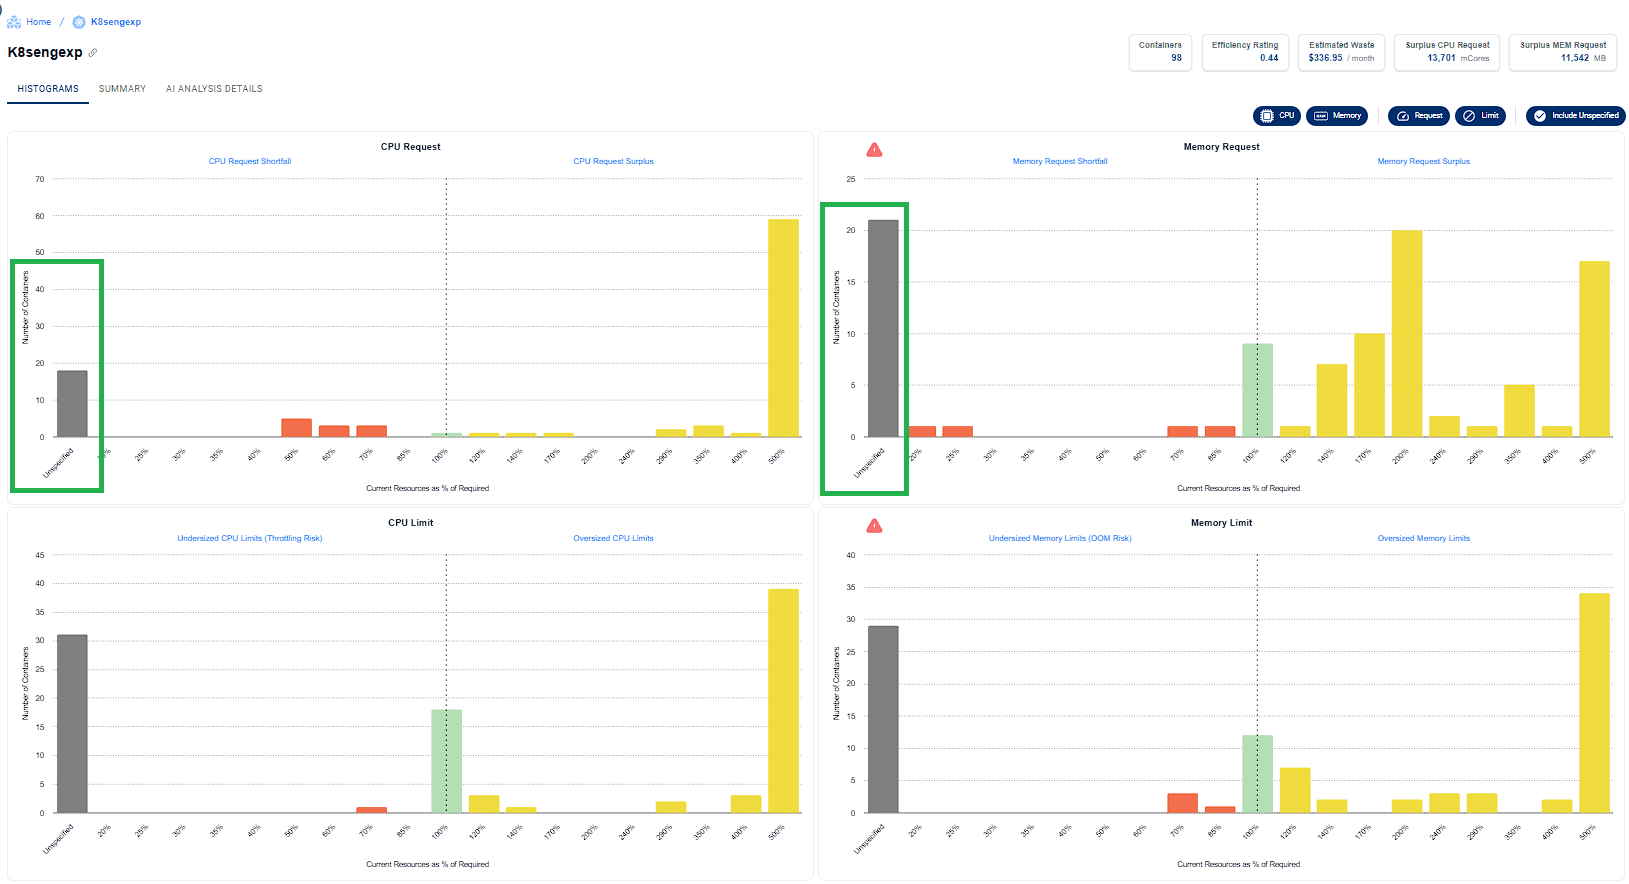 Home / K8sengexp
K8sengexp
Containers
98
Efficiency Rating
0.44
Estimated Waste
$336.95 / month
Surplus CPU Request
13,701 mCores
Surplus MEM Request
11,542 MB
HISTOGRAMS SUMMARY AI ANALYSIS DETAILS
CPU Memory Request Limit Include Unspecified
CPU Request
CPU Request Shortfall CPU Request Surplus
70
60
50
40
30
20
10
0
Number of Containers
Unspecified 25% 30% 35% 40% 50% 60% 70% 85% 100% 120% 140% 170% 200% 240% 290% 350% 400% 500%
Current Resources as % of Required
Memory Request
Memory Request Shortfall Memory Request Surplus
25
20
15
10
5
0
Number of Containers
Unspecified 20% 25% 30% 35% 40% 50% 60% 70% 85% 100% 120% 140% 170% 200% 240% 290% 350% 400% 500%
Current Resources as % of Required
CPU Limit
Undersized CPU Limits (Throttling Risk) Oversized CPU Limits
45
40
35
30
25
20
15
10
5
0
Number of Containers
Unspecified 20% 25% 30% 35% 40% 50% 60% 70% 85% 100% 120% 140% 170% 200% 240% 290% 350% 400% 500%
Current Resources as % of Required
Memory Limit
Undersized Memory Limits (OOM Risk) Oversized Memory Limits
40
35
30
25
20
15
10
5
0
Number of Containers
Unspecified 20% 25% 30% 35% 40% 50% 60% 70% 85% 100% 120% 140% 170% 200% 240% 290% 350% 400% 500%
Current Resources as % of Required